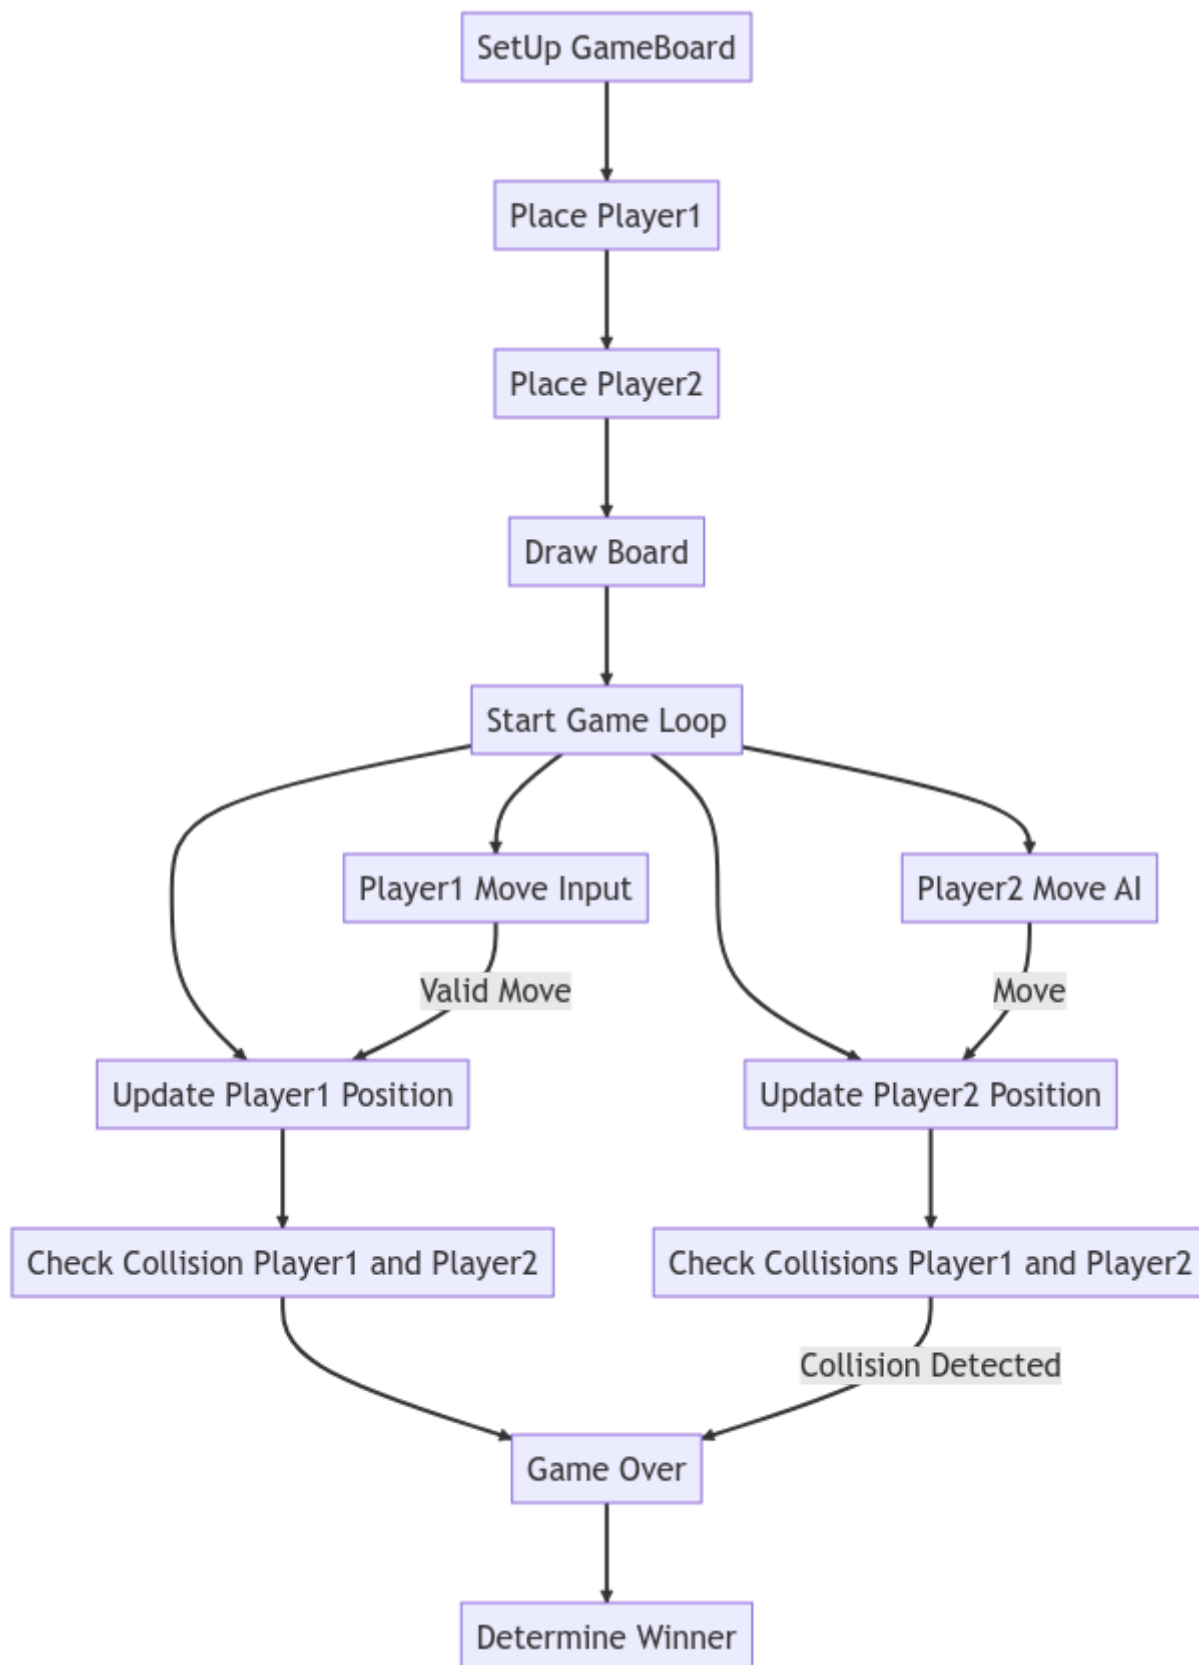 SetUp GameBoard
Place Player1
Place Player2
Draw Board
Start Game Loop
Player1 Move Input
Player2 Move AI
Valid Move
Move
Update Player1 Position
Update Player2 Position
Check Collision Player1 and Player2
Check Collisions Player1 and Player2
Collision Detected
Game Over
Determine Winner